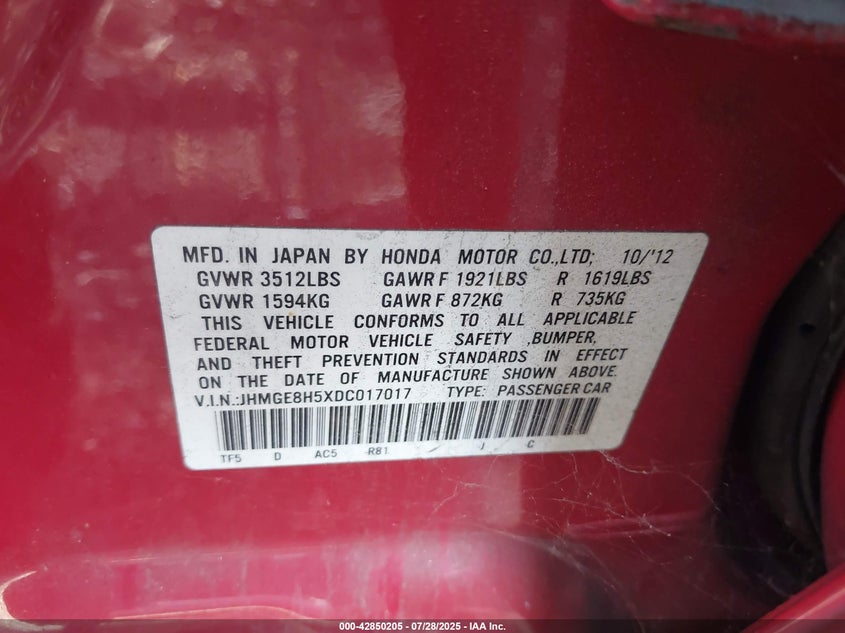 MFD. IN JAPAN BY HONDA MOTOR CO.,LTD; 10/'12
GVWR 3512LBS GAWR F 1921LBS R 1619LBS
GVWR 1594KG GAWR F 872KG R 735KG
THIS VEHICLE CONFORMS TO ALL APPLICABLE
FEDERAL MOTOR VEHICLE SAFETY ,BUMPER,
AND THEFT PREVENTION STANDARDS IN EFFECT
ON THE DATE OF MANUFACTURE SHOWN ABOVE.
V.I.N.:JHMGE8H5XDC017017 TYPE: PASSENGER CAR
TF5 D AC5 R81 J C
000-42850205 | 07/28/2025 - IAA Inc.